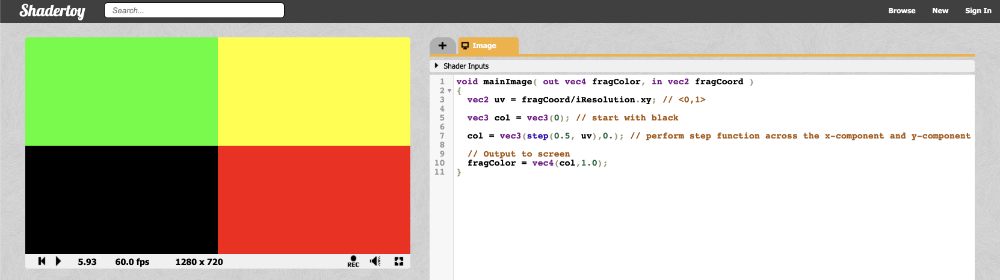 Shadertoy
Search...
Browse New Sign In
+ Image
Shader Inputs
1 void mainImage( out vec4 fragColor, in vec2 fragCoord )
2 {
3 vec2 uv = fragCoord/iResolution.xy; // <0,1>
4
5 vec3 col = vec3(0); // start with black
6
7 col = vec3(step(0.5, uv),0.); // perform step function across the x-component and y-component
8
9 // Output to screen
10 fragColor = vec4(col,1.0);
11 }
5.93 60.0 fps 1280 x 720 REC